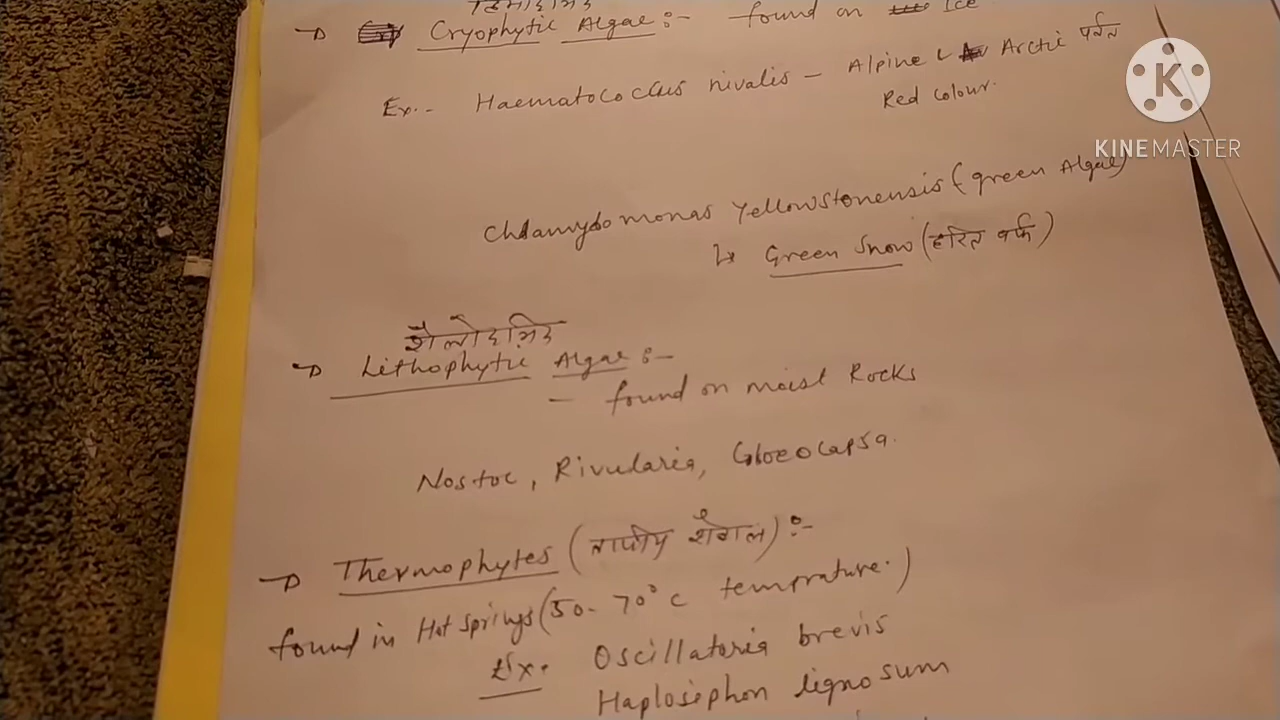 → Cryophytic Algae :- found on Ice
Ex.- Haematococcus nivalis - Alpine & Arctic पर्वत
Red colour.
K
KINEMASTER
Chlamydomonas Yellowstonensis (green Algae)
↳ Green Snow (हरित बर्फ)
शैलोद्भिद
→ Lithophytic Algae :-
- found on moist Rocks
Nostoc, Rivularia, Gloeocapsa.
→ Thermophytes (तापीय शैवाल) :-
found in Hot springs (50-70°C temprature.)
Ex. Oscillatoria brevis
Haplosiphon lignosum